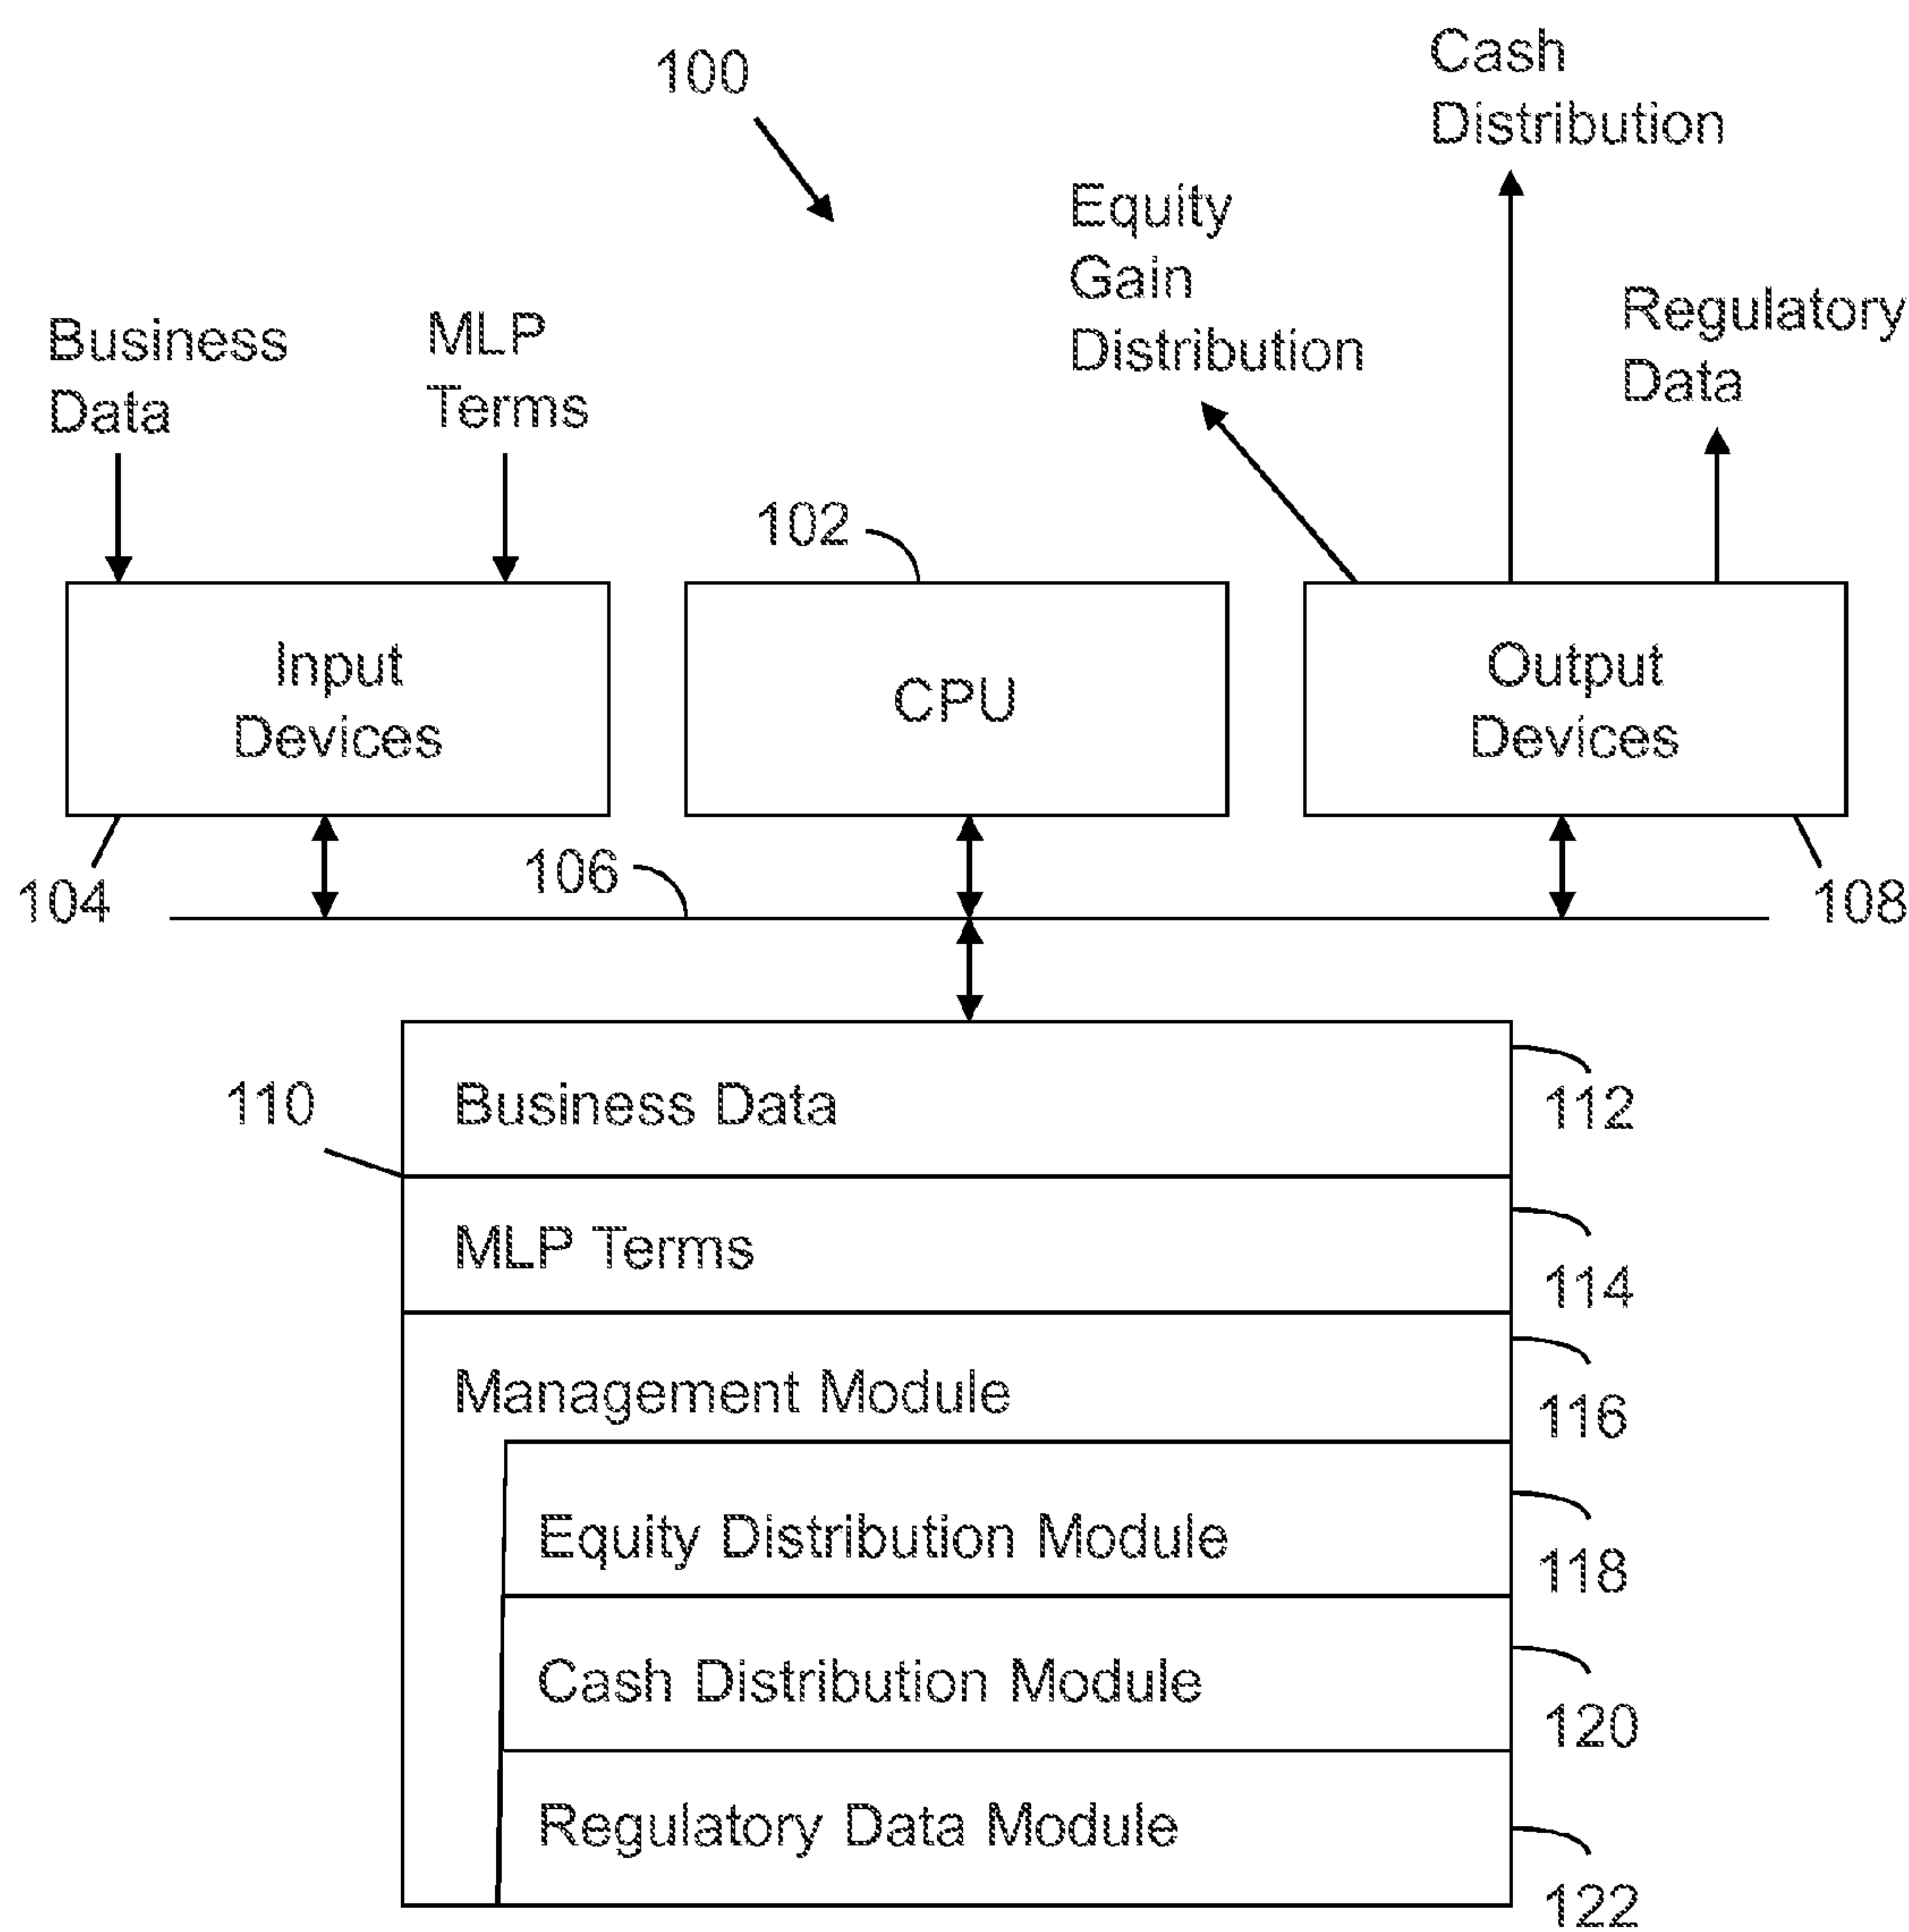 100
Cash
Distribution
Equity
Gain
Distribution
Regulatory
Data
Business
Data
MLP
Terms
102
Input
Devices
CPU
Output
Devices
104
106
108
110
Business Data
112
MLP Terms
114
Management Module
116
Equity Distribution Module
118
Cash Distribution Module
120
Regulatory Data Module
122